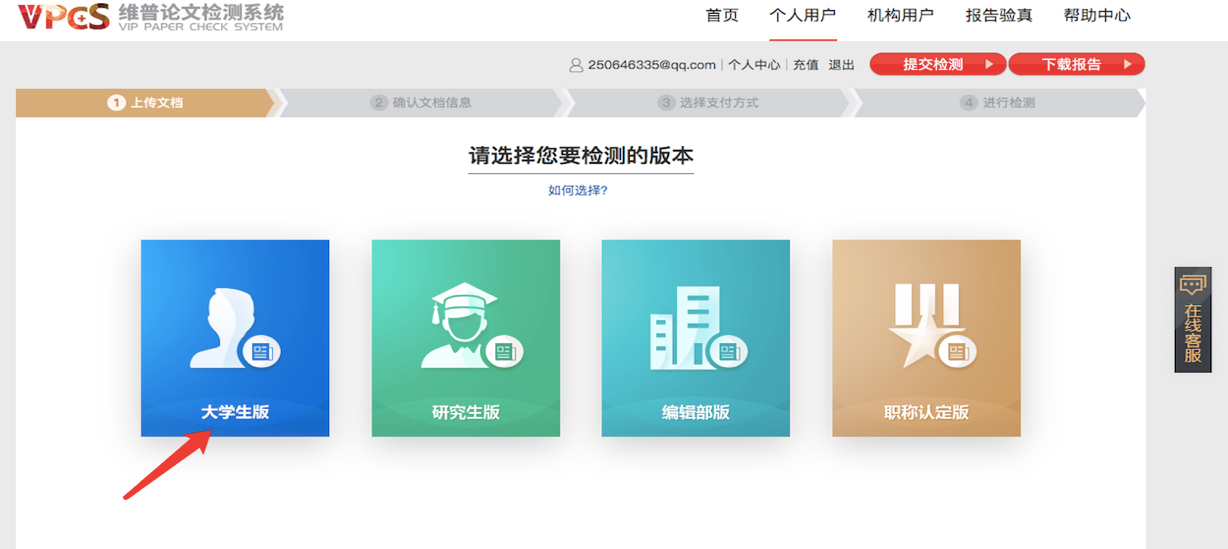 VPCS 维普论文检测系统
VIP PAPER CHECK SYSTEM
首页 个人用户 机构用户 报告验真 帮助中心
250646335@qq.com | 个人中心 | 充值 退出 提交检测 下载报告
1 上传文档 2 确认文档信息 3 选择支付方式 4 进行检测
请选择您要检测的版本
如何选择?
在线客服
大学生版 研究生版 编辑部版 职称认定版